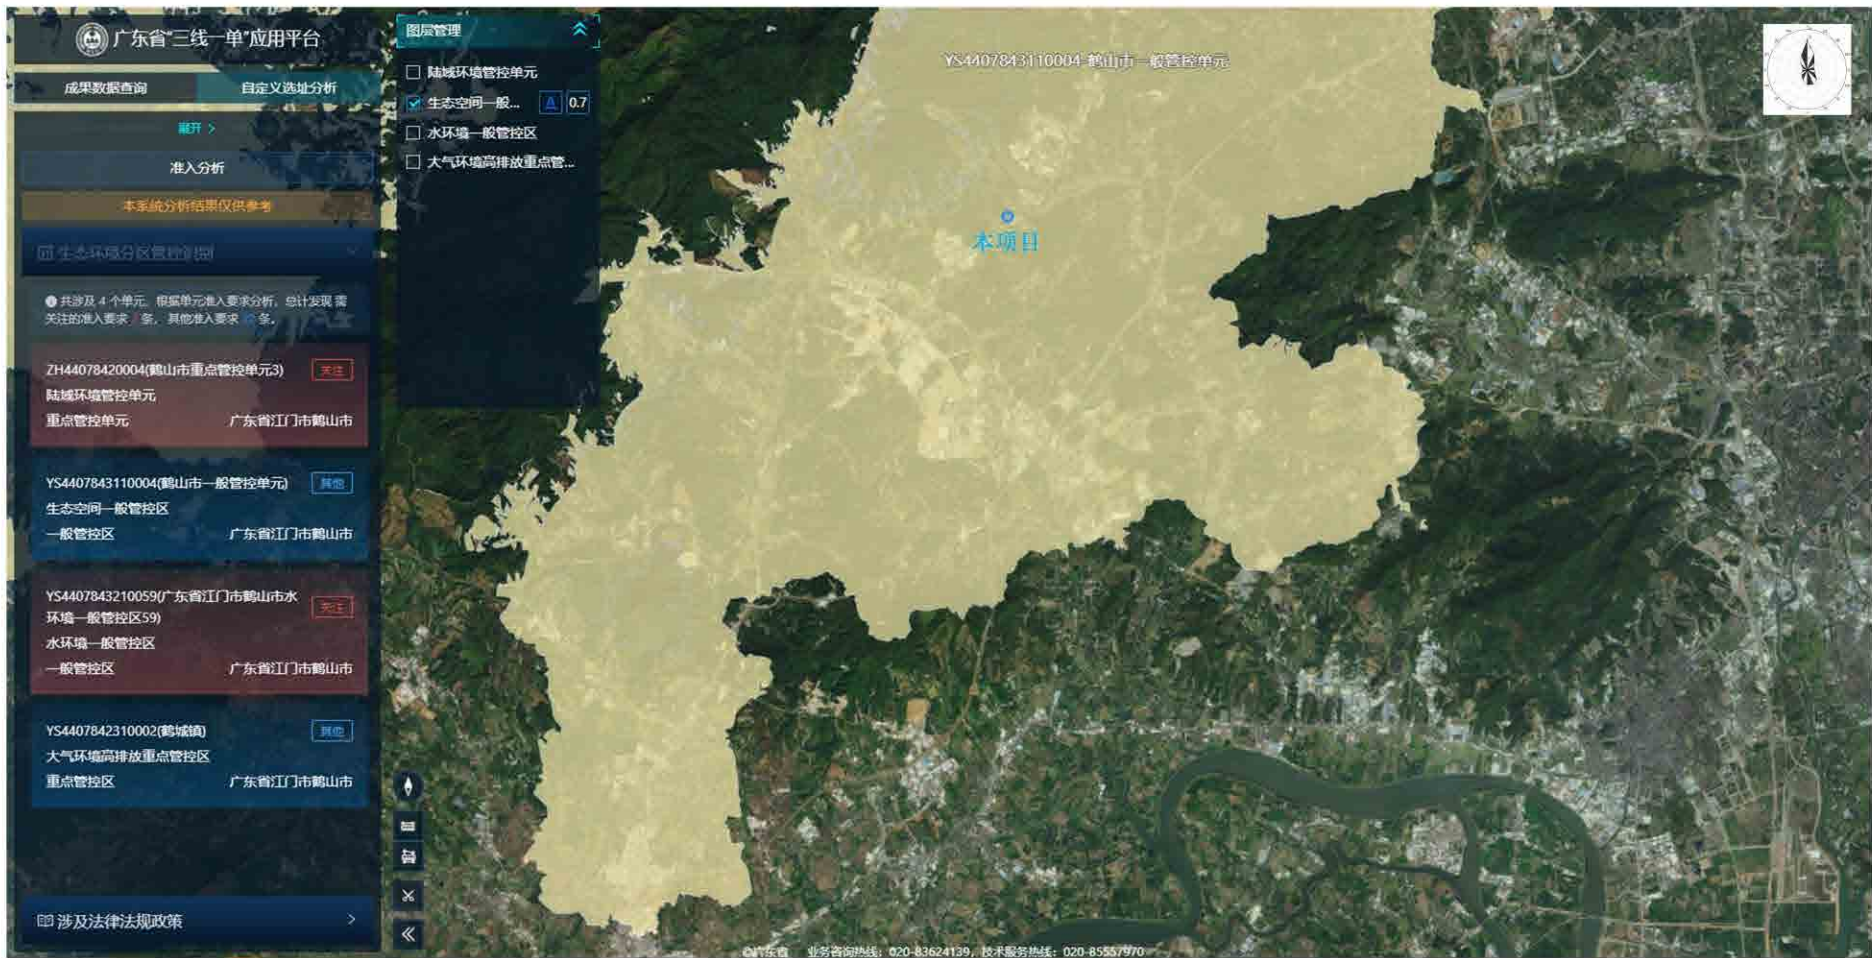 广东省“三线一单”应用平台
成果数据查询
自定义选址分析
展开 >
准入分析
本系统分析结果仅供参考
生态环境分区管控识别
共涉及 4 个单元，根据单元准入要求分析，总计发现 需
关注的准入要求 条，其他准入要求 条。
ZH44078420004(鹤山市重点管控单元3)
关注
陆域环境管控单元
重点管控单元
广东省江门市鹤山市
YS4407843110004(鹤山市一般管控单元)
其他
生态空间一般管控区
一般管控区
广东省江门市鹤山市
YS4407843210059(广东省江门市鹤山市水
环境一般管控区59)
关注
水环境一般管控区
一般管控区
广东省江门市鹤山市
YS4407842310002(鹤城镇)
其他
大气环境高排放重点管控区
重点管控区
广东省江门市鹤山市
涉及法律法规政策 >
图层管理
陆域环境管控单元
生态空间一般... A 0.7
水环境一般管控区
大气环境高排放重点管...
YS4407843110004-鹤山市一般管控单元
本项目
©广东省 业务咨询热线：020-83624139，技术服务热线：020-85557970